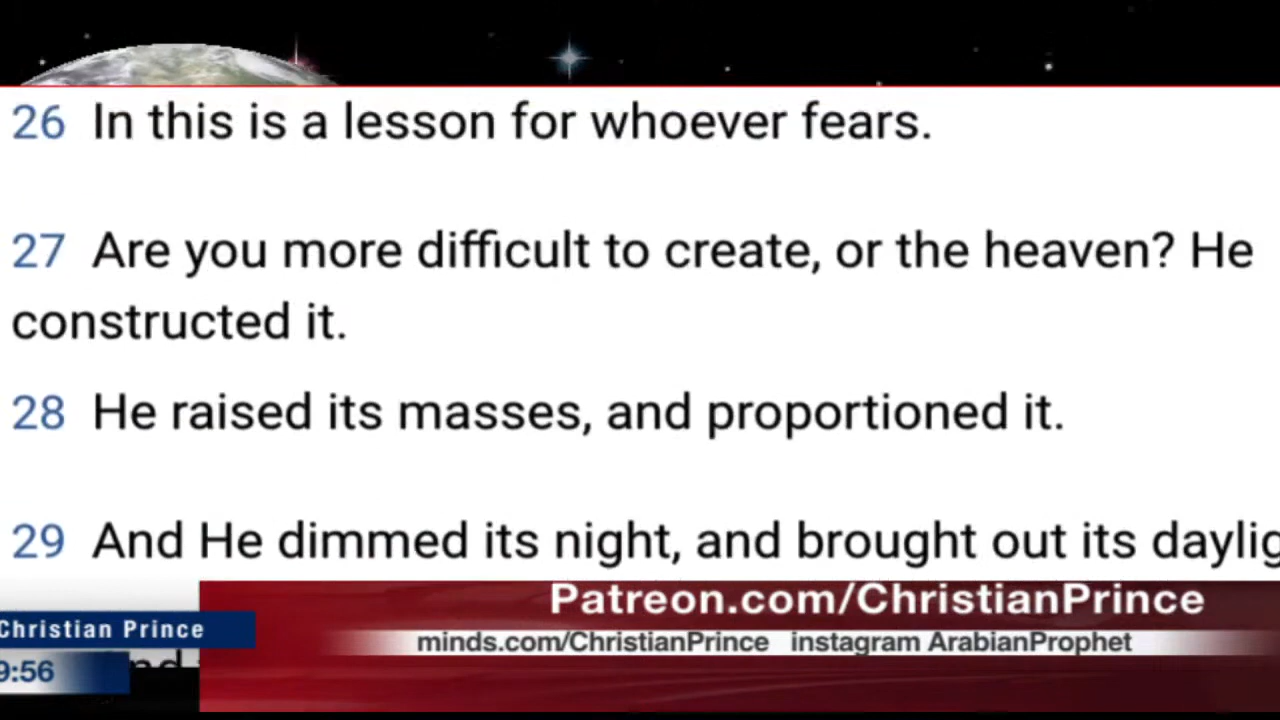 26 In this is a lesson for whoever fears.
27 Are you more difficult to create, or the heaven? He
constructed it.
28 He raised its masses, and proportioned it.
29 And He dimmed its night, and brought out its daylig
Patreon.com/ChristianPrince
Christian Prince
minds.com/ChristianPrince instagram ArabianProphet
9:56